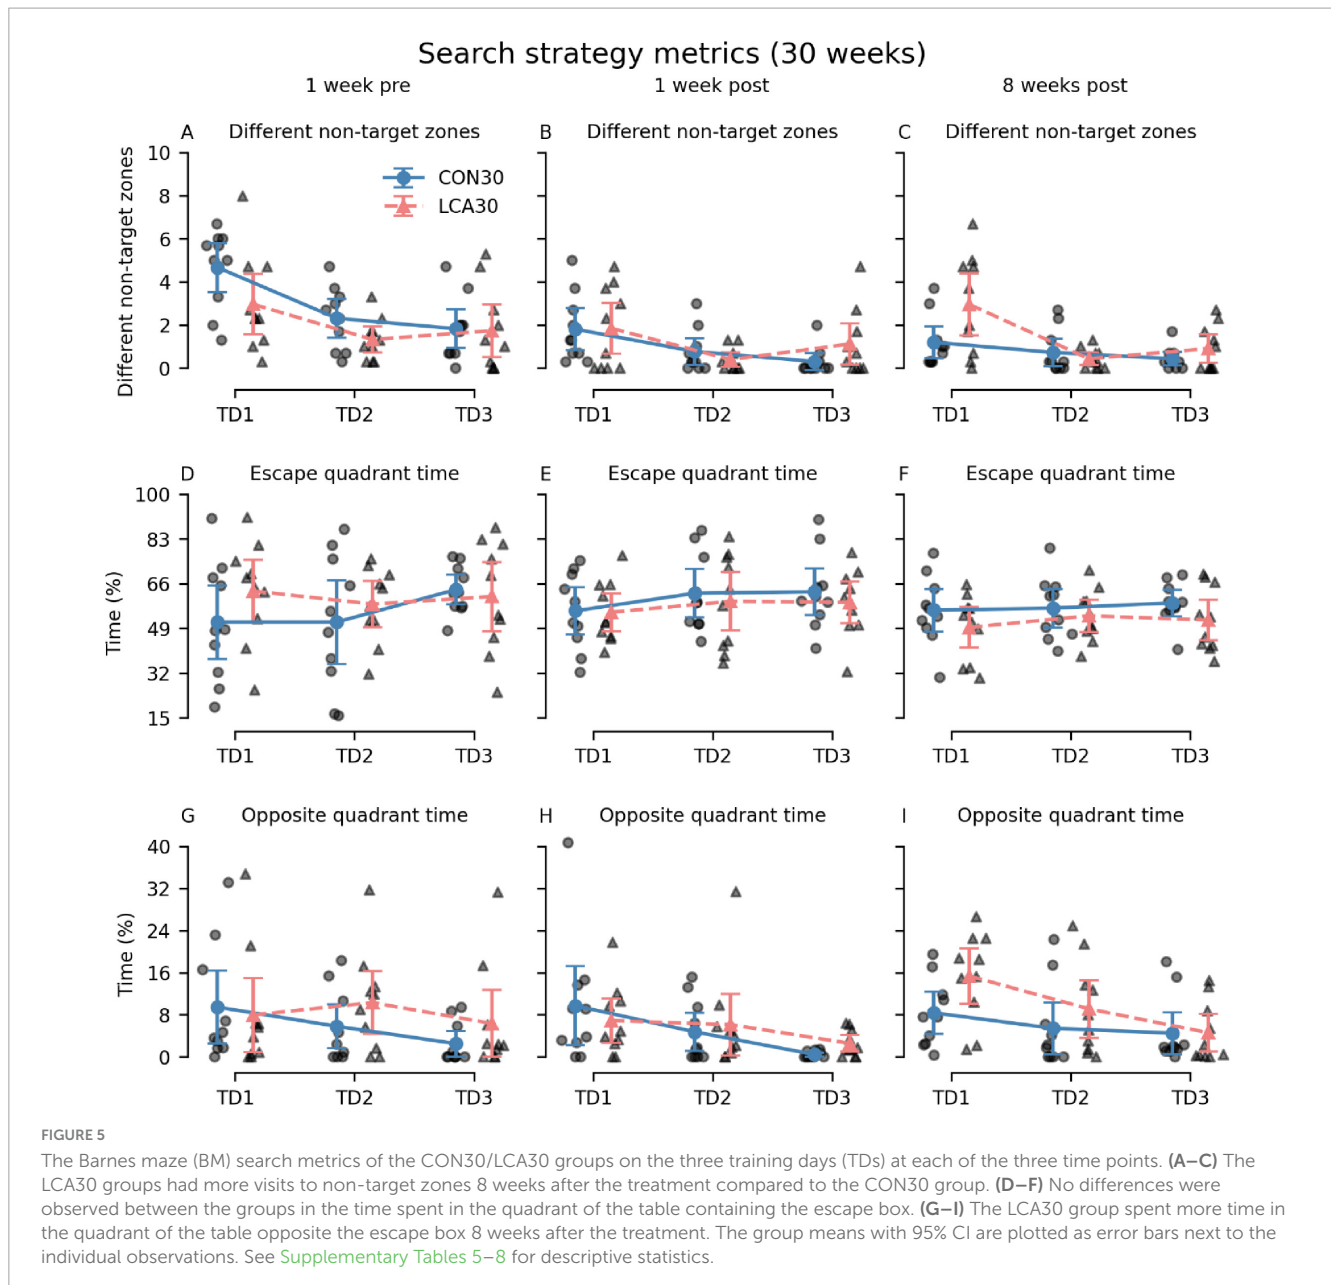 Search strategy metrics (30 weeks)
1 week pre
1 week post
8 weeks post
A Different non-target zones
B Different non-target zones
C Different non-target zones
Different non-target zones
10
8
6
4
2
0
CON30
LCA30
TD1 TD2 TD3
TD1 TD2 TD3
TD1 TD2 TD3
D Escape quadrant time
E Escape quadrant time
F Escape quadrant time
Time (%)
100
83
66
49
32
15
TD1 TD2 TD3
TD1 TD2 TD3
TD1 TD2 TD3
G Opposite quadrant time
H Opposite quadrant time
I Opposite quadrant time
Time (%)
40
32
24
16
8
0
TD1 TD2 TD3
TD1 TD2 TD3
TD1 TD2 TD3
FIGURE 5
The Barnes maze (BM) search metrics of the CON30/LCA30 groups on the three training days (TDs) at each of the three time points. (A–C) The
LCA30 groups had more visits to non-target zones 8 weeks after the treatment compared to the CON30 group. (D–F) No differences were
observed between the groups in the time spent in the quadrant of the table containing the escape box. (G–I) The LCA30 group spent more time in
the quadrant of the table opposite the escape box 8 weeks after the treatment. The group means with 95% CI are plotted as error bars next to the
individual observations. See Supplementary Tables 5–8 for descriptive statistics.